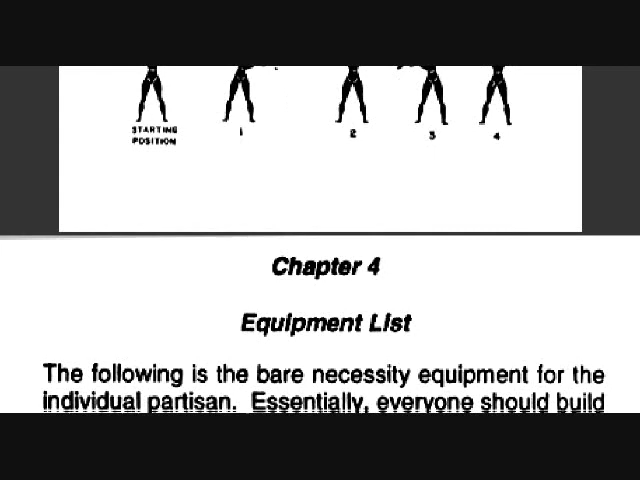 STARTING
POSITION
1
2
3
4
Chapter 4
Equipment List
The following is the bare necessity equipment for the
individual partisan. Essentially, everyone should build